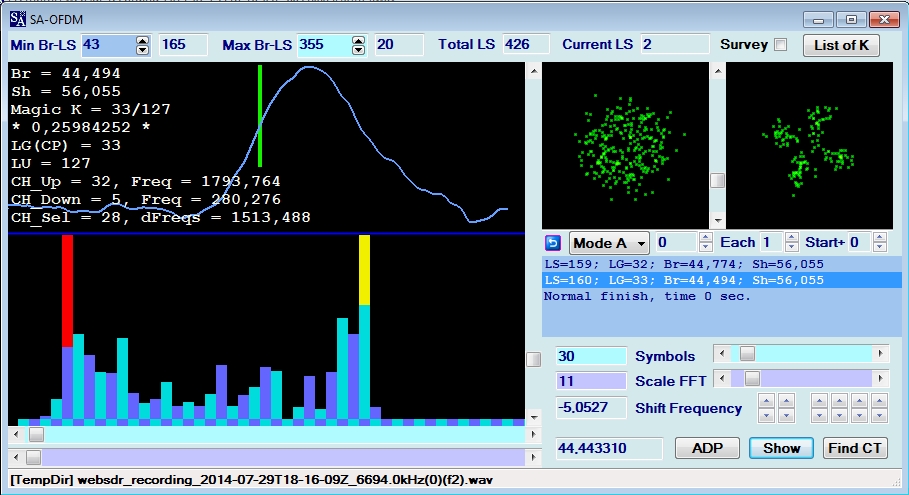 SA SA-OFDM
Min Br-LS 43 165 Max Br-LS 355 20 Total LS 426 Current LS 2 Survey List of K
Br = 44,494
Sh = 56,055
Magic K = 33/127
* 0,25984252 *
LG(CP) = 33
LU = 127
CH_Up = 32, Freq = 1793,764
CH_Down = 5, Freq = 280,276
CH_Sel = 28, dFreqs = 1513,488
Mode A 0 Each 1 Start+ 0
LS=159; LG=32; Br=44,774; Sh=56,055
LS=160; LG=33; Br=44,494; Sh=56,055
Normal finish, time 0 sec.
30 Symbols
11 Scale FFT
-5,0527 Shift Frequency
44,443310 ADP Show Find CT
[TempDir] websdr_recording_2014-07-29T18-16-09Z_6694.0kHz(0)(f2).wav